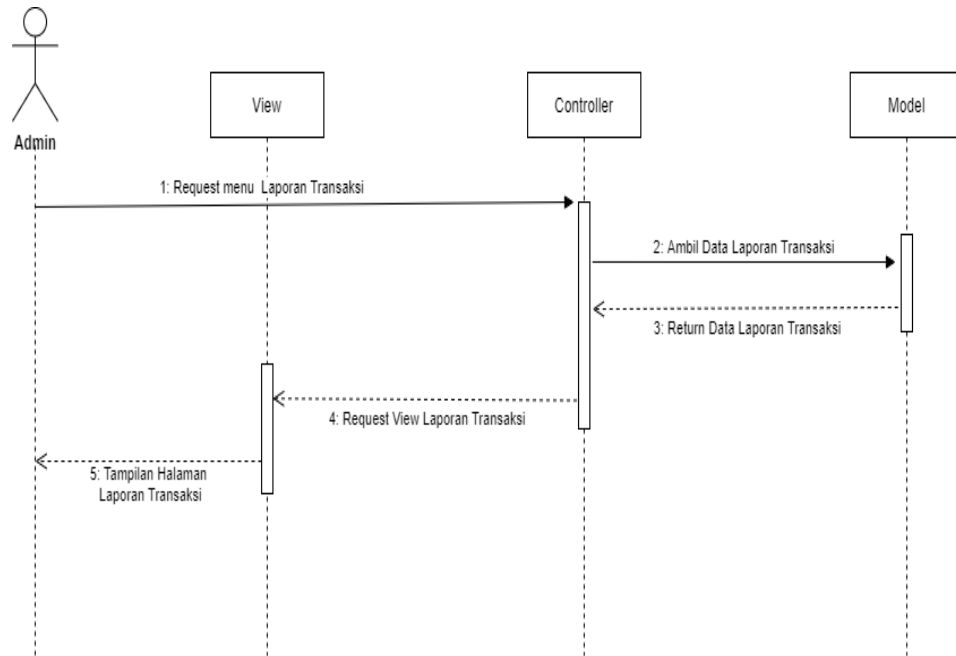 Admin
View
Controller
Model
1: Request menu Laporan Transaksi
2: Ambil Data Laporan Transaksi
3: Return Data Laporan Transaksi
4: Request View Laporan Transaksi
5: Tampilan Halaman
Laporan Transaksi